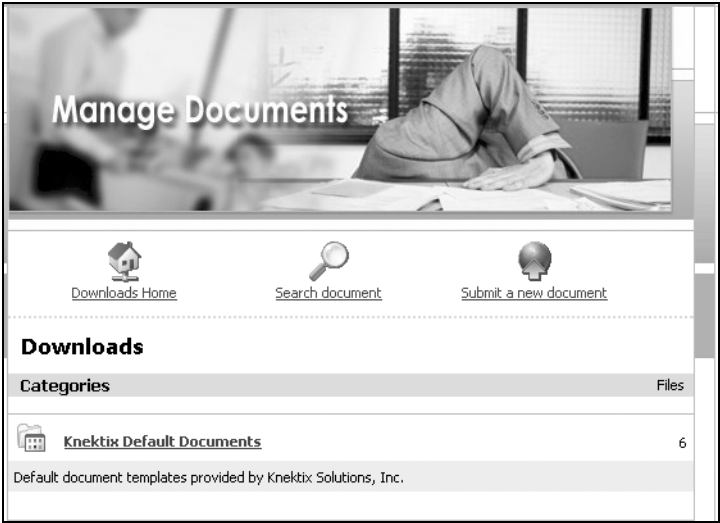 Manage Documents
Downloads Home Search document Submit a new document
Downloads
Categories Files
Knektix Default Documents 6
Default document templates provided by Knektix Solutions, Inc.